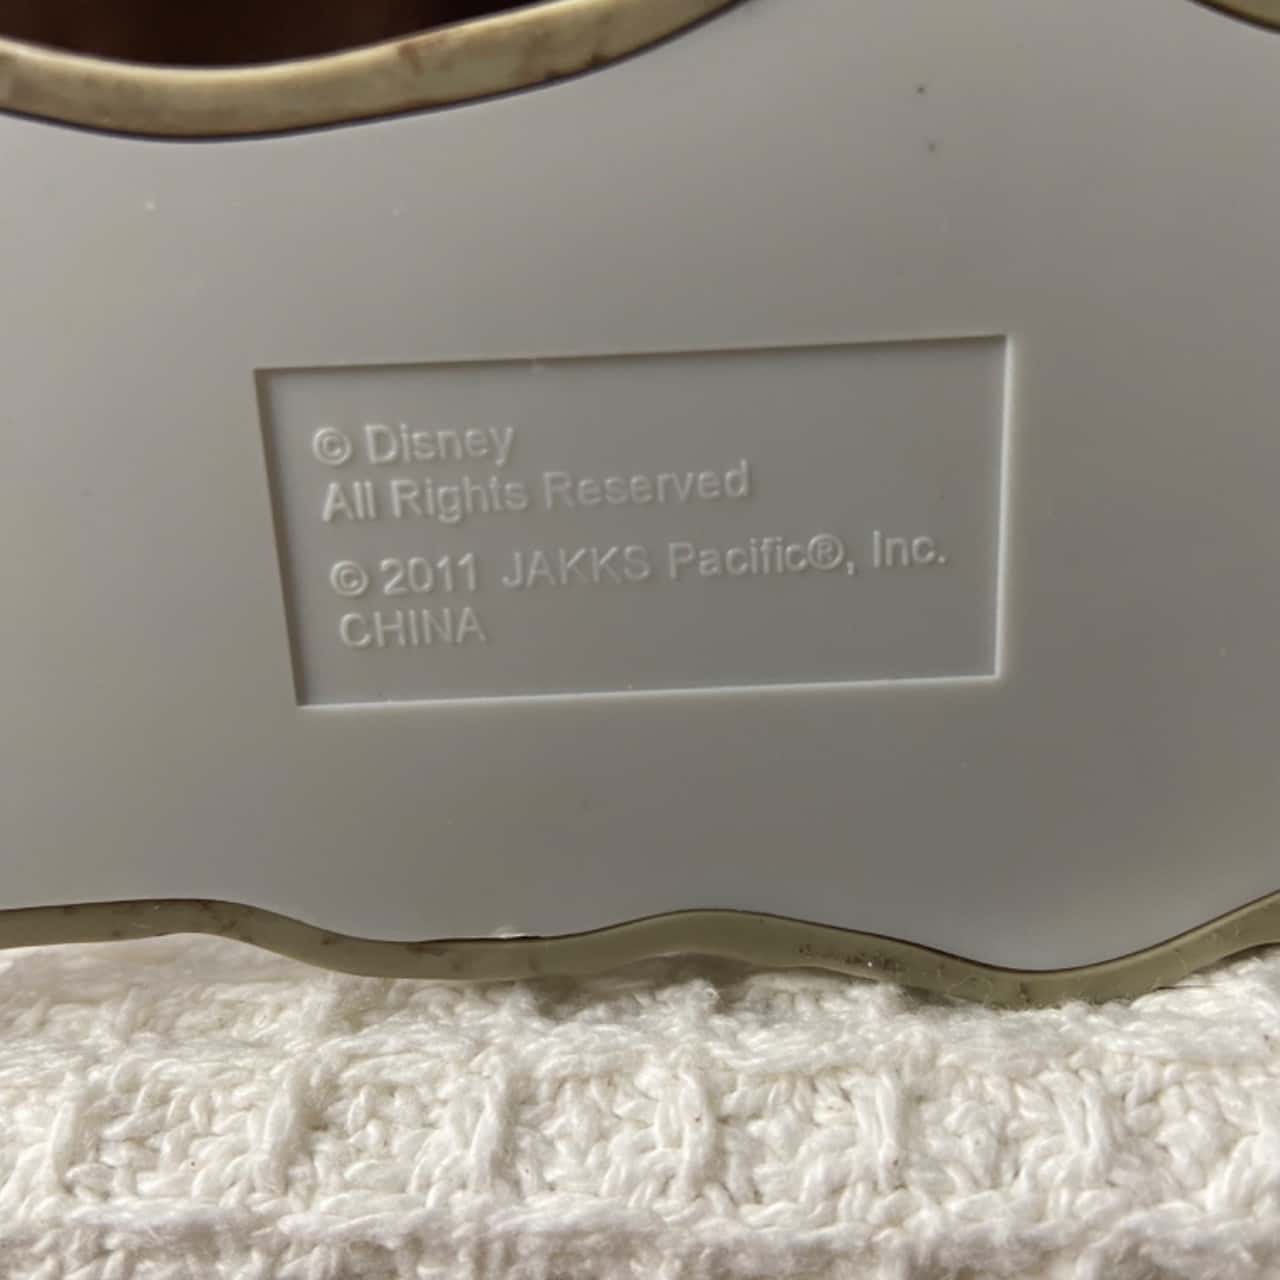 © Disney
All Rights Reserved
© 2011 JAKKS Pacific®, Inc.
CHINA